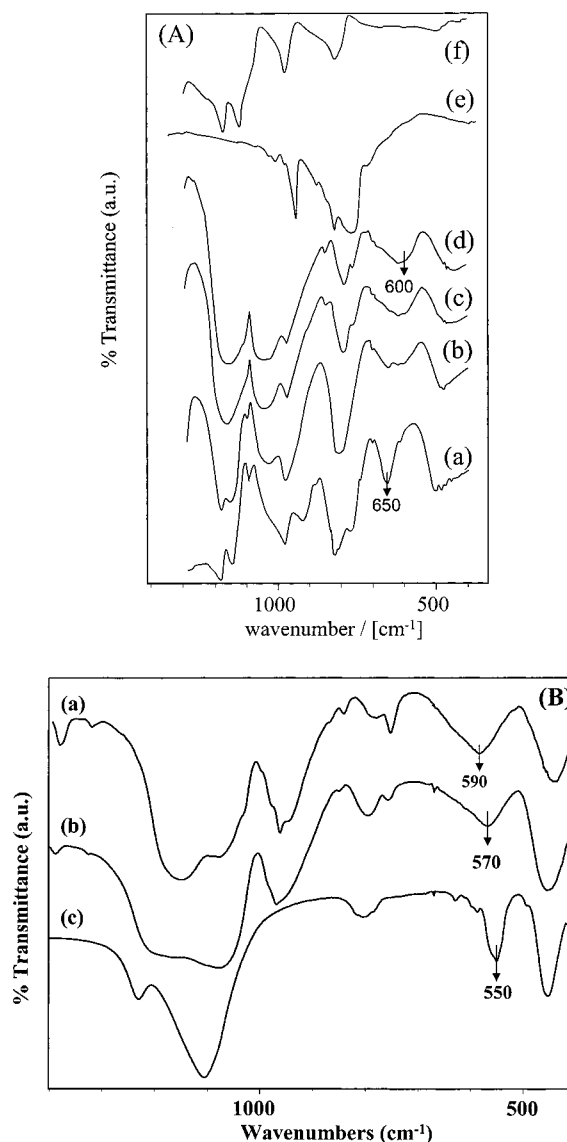 (A)
(f)
(e)
(d)
600
(c)
(b)
(a)
650
% Transmittance (a.u.)
1000 500
wavenumber / [cm⁻¹]
(B)
(a)
590
(b)
570
(c)
550
% Transmittance (a.u.)
1000 500
Wavenumbers (cm⁻¹)